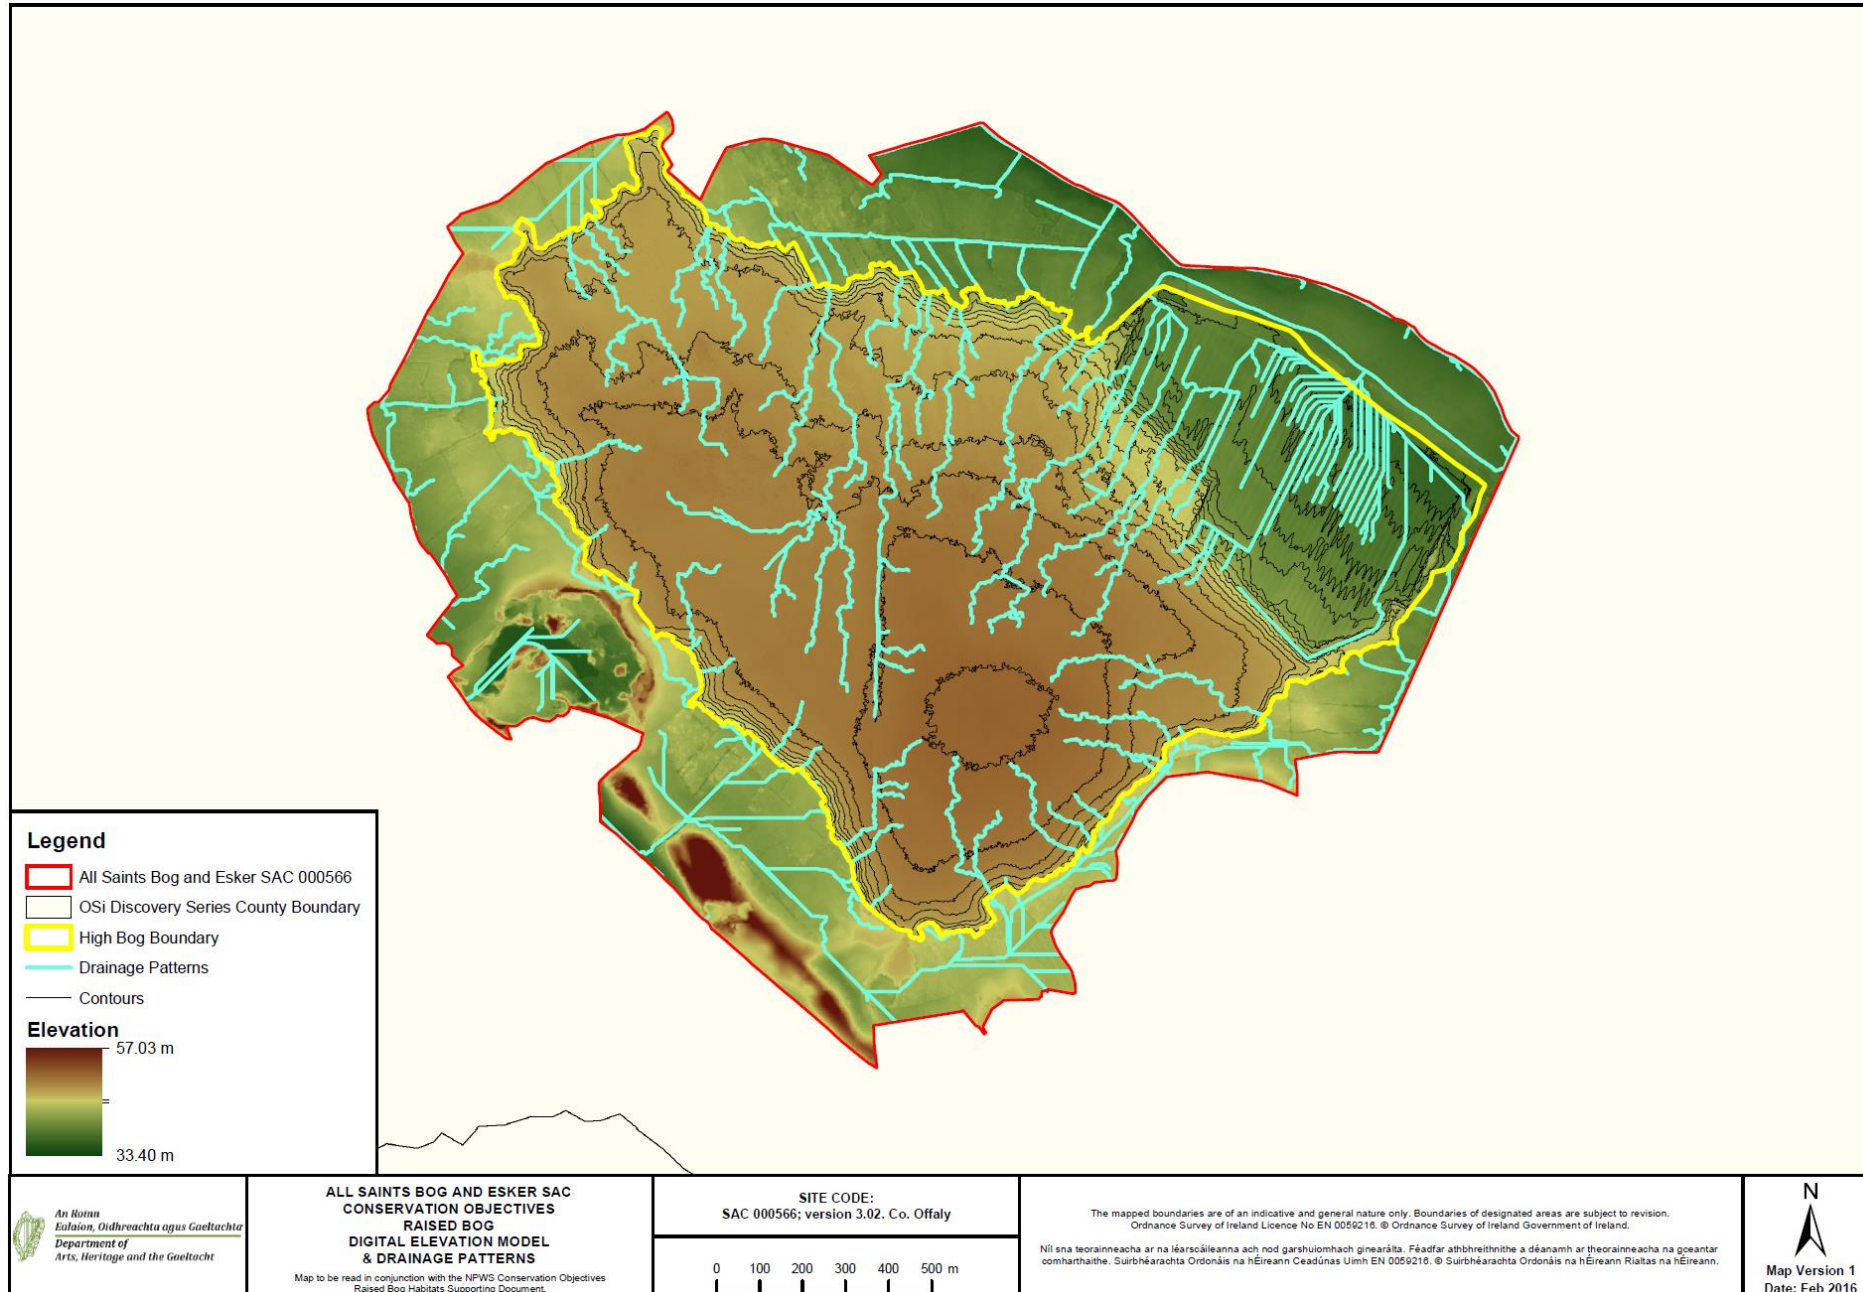 Legend
All Saints Bog and Esker SAC 000566
OSi Discovery Series County Boundary
High Bog Boundary
Drainage Patterns
Contours
Elevation
57.03 m
33.40 m
An Roinn
Ealaíon, Oidhreachta agus Gaeltachta
Department of
Arts, Heritage and the Gaeltacht
ALL SAINTS BOG AND ESKER SAC
CONSERVATION OBJECTIVES
RAISED BOG
DIGITAL ELEVATION MODEL
& DRAINAGE PATTERNS
Map to be read in conjunction with the NPWS Conservation Objectives
Raised Bog Habitats Supporting Document.
SITE CODE:
SAC 000566; version 3.02. Co. Offaly
0 100 200 300 400 500 m
The mapped boundaries are of an indicative and general nature only. Boundaries of designated areas are subject to revision.
Ordnance Survey of Ireland Licence No EN 0059216. © Ordnance Survey of Ireland Government of Ireland.
Níl sna teorainneacha ar na léarscáileanna ach nod garshuíomhach ginearálta. Féadfar athbhreithnithe a déanamh ar theorainneacha na gceantar
comharthaithe. Suirbhéarachta Ordonáis na hÉireann Ceadúnas Uimh EN 0059216. © Suirbhéarachta Ordonáis na hÉireann Rialtas na hÉireann.
N
Map Version 1
Date: Feb 2016